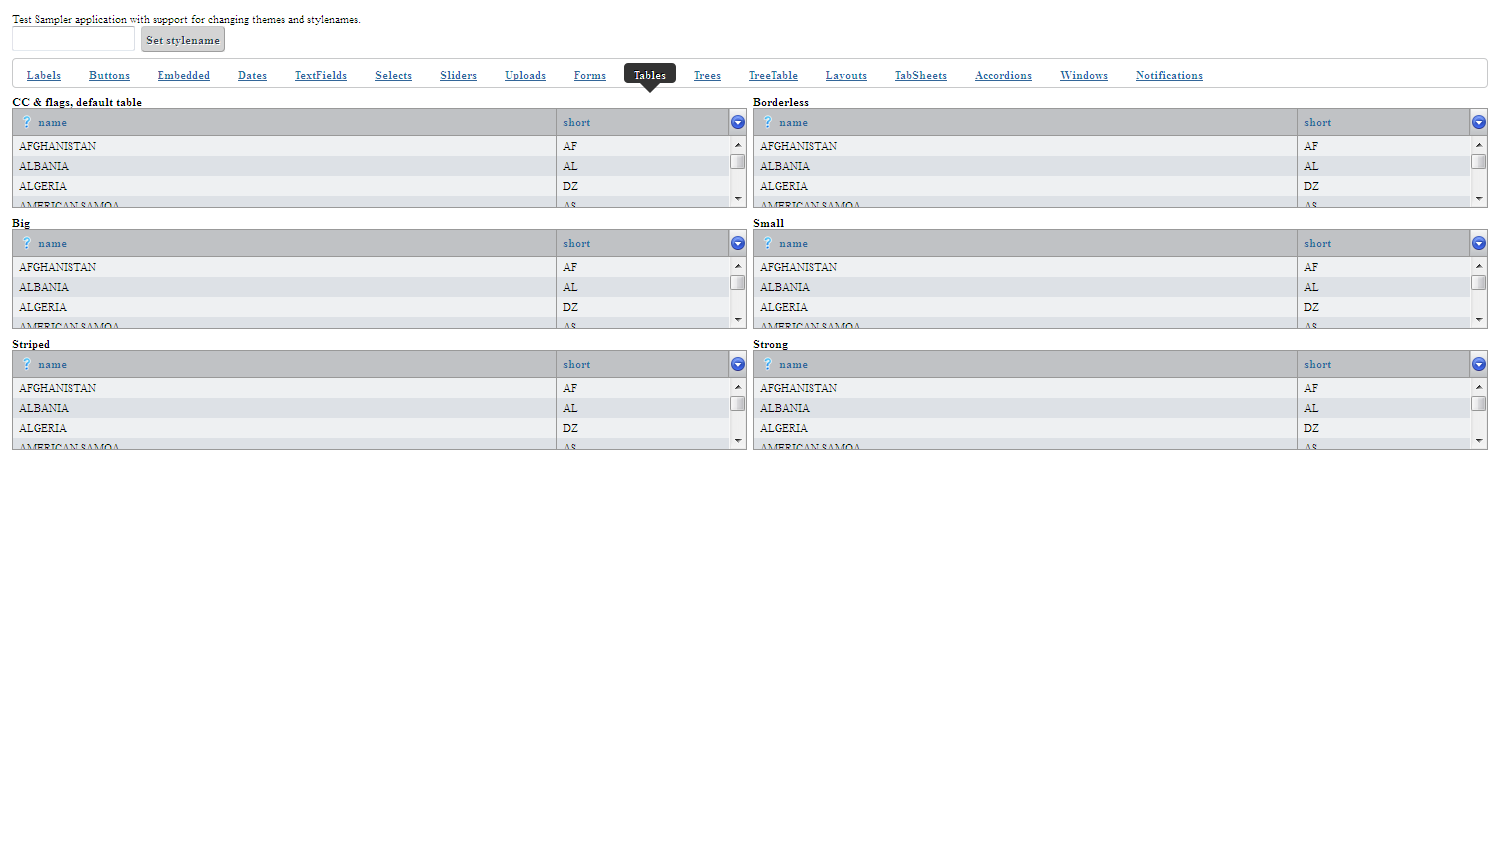 Test Sampler application with support for changing themes and stylenames.
Set stylename
Labels Buttons Embedded Dates TextFields Selects Sliders Uploads Forms Tables Trees TreeTable Layouts TabSheets Accordions Windows Notifications
CC & flags, default table
? name short
AFGHANISTAN AF
ALBANIA AL
ALGERIA DZ
AMERICAN SAMOA AS
Borderless
? name short
AFGHANISTAN AF
ALBANIA AL
ALGERIA DZ
AMERICAN SAMOA AS
Big
? name short
AFGHANISTAN AF
ALBANIA AL
ALGERIA DZ
AMERICAN SAMOA AS
Small
? name short
AFGHANISTAN AF
ALBANIA AL
ALGERIA DZ
AMERICAN SAMOA AS
Striped
? name short
AFGHANISTAN AF
ALBANIA AL
ALGERIA DZ
AMERICAN SAMOA AS
Strong
? name short
AFGHANISTAN AF
ALBANIA AL
ALGERIA DZ
AMERICAN SAMOA AS